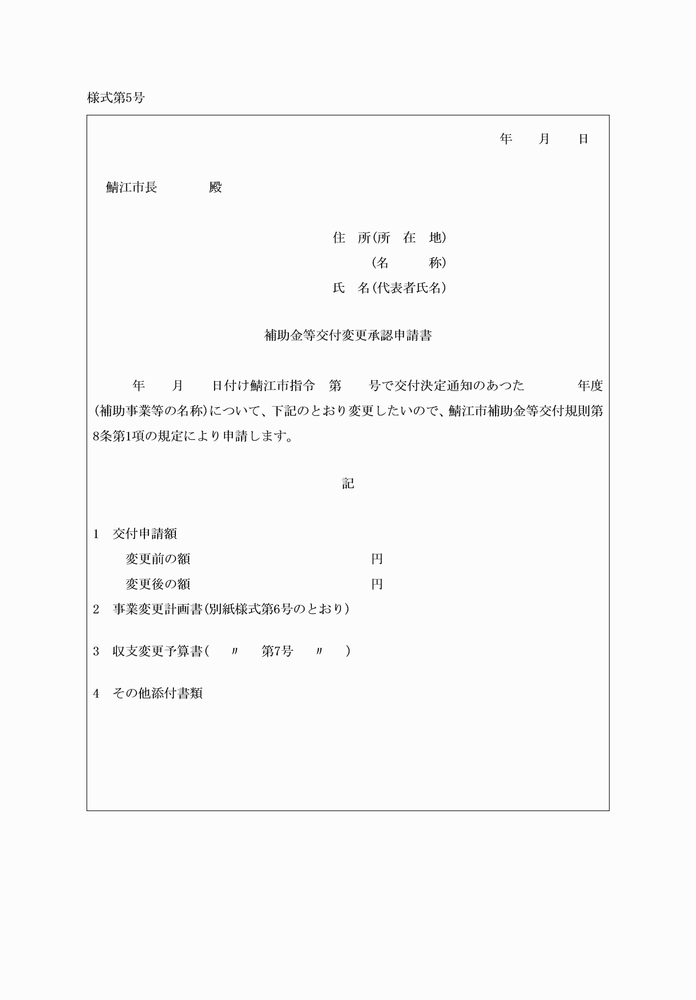 様式第5号
年　　月　　日
鯖江市長　　　　殿
住　所(所　在　地)
(名　　　称)
氏　名(代表者氏名)
補助金等交付変更承認申請書
年　　月　　日付け鯖江市指令　第　　号で交付決定通知のあつた　　　　年度
(補助事業等の名称)について、下記のとおり変更したいので、鯖江市補助金等交付規則第
8条第1項の規定により申請します。
記
1　交付申請額
変更前の額　　　　　　　　　　　　　　円
変更後の額　　　　　　　　　　　　　　円
2　事業変更計画書(別紙様式第6号のとおり)
3　収支変更予算書(　〃　第7号　〃　)
4　その他添付書類